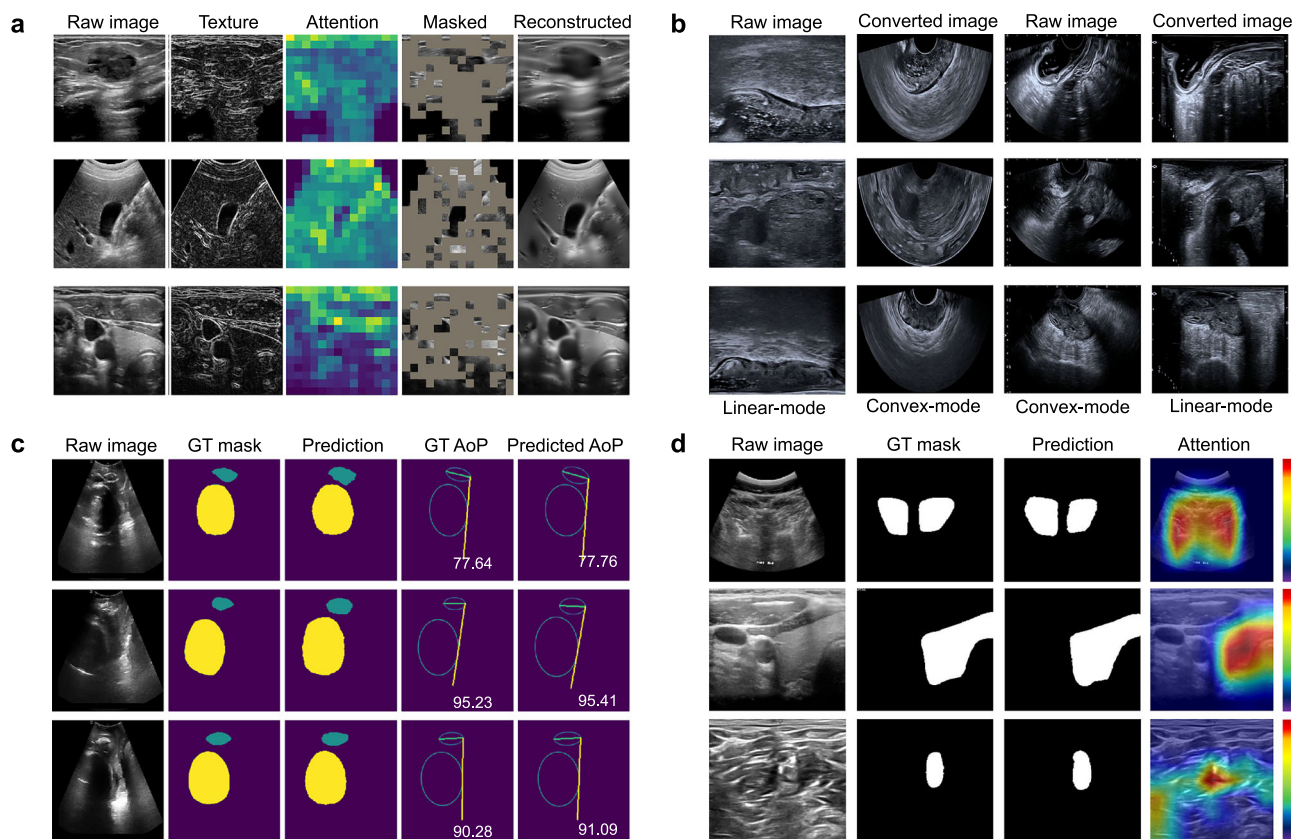 a
Raw image Texture Attention Masked Reconstructed
b
Raw image Converted image Raw image Converted image
Linear-mode Convex-mode Convex-mode Linear-mode
c
Raw image GT mask Prediction GT AoP Predicted AoP
77.64 77.76
95.23 95.41
90.28 91.09
d
Raw image GT mask Prediction Attention